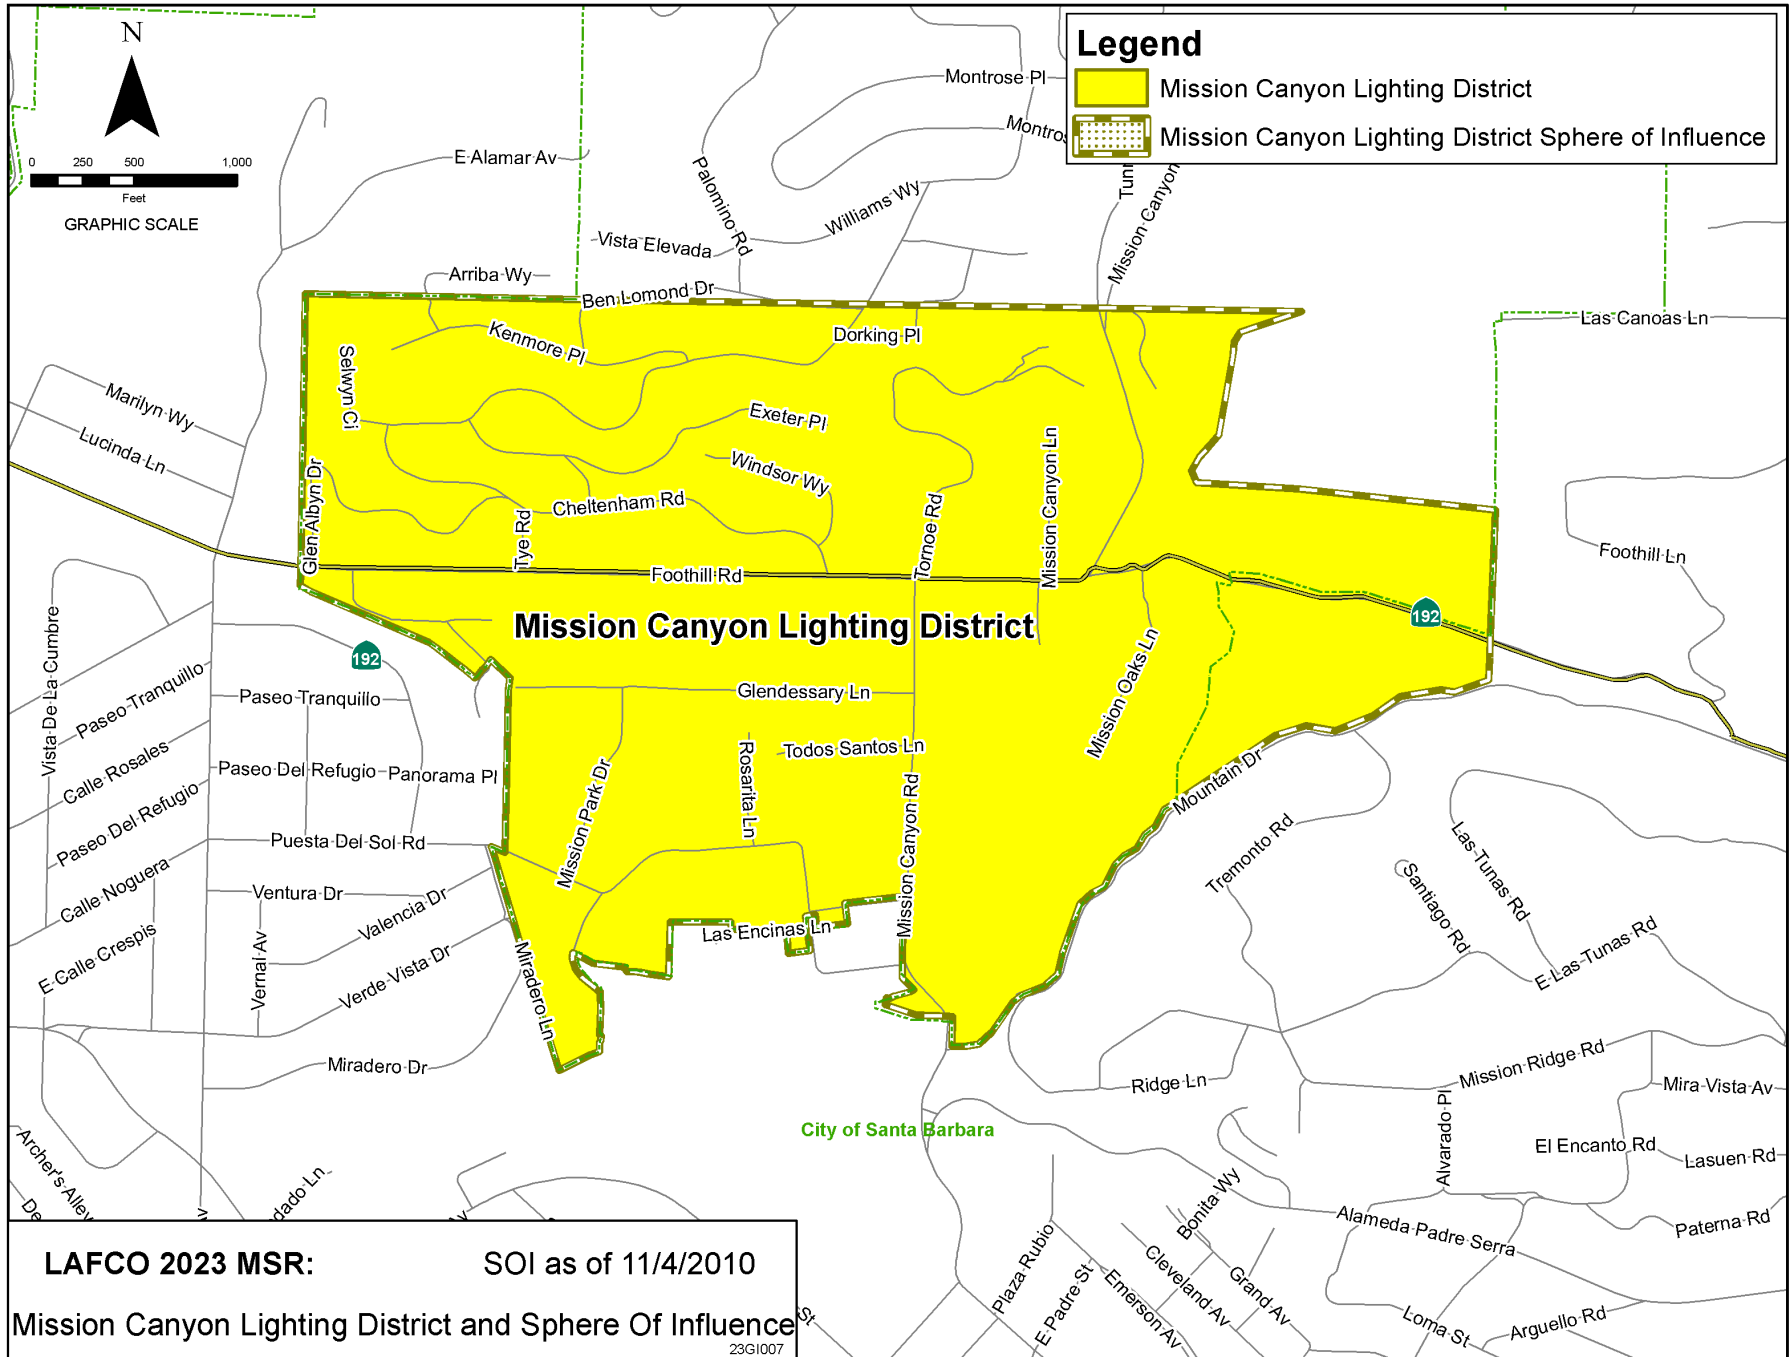 N
0 250 500 1,000
Feet
GRAPHIC SCALE
Legend
Mission Canyon Lighting District
Mission Canyon Lighting District Sphere of Influence
Montrose Pl
E Alamar Av
Palomino Rd
Williams Wy
Mission Canyon
Vista Elevada
Arriba Wy
Ben Lomond Dr
Las Canoas Ln
Kenmore Pl
Dorking Pl
Selwyn Ci
Marilyn Wy
Lucinda Ln
Exeter Pl
Windsor Wy
Cheltenham Rd
Glen Albyn Dr
Tye Rd
Tornoe Rd
Mission Canyon Ln
Foothill Ln
Foothill Rd
Mission Canyon Lighting District
192
192
Vista De La Cumbre
Paseo Tranquillo
Paseo Tranquillo
Glendessary Ln
Mission Oaks Ln
Todos Santos Ln
Rosarita Ln
Mission Park Dr
Calle Rosales
Paseo Del Refugio
Panorama Pl
Paseo Del Refugio
Mountain Dr
Puesta Del Sol Rd
Mission Canyon Rd
Tremonto Rd
Las Tunas Rd
Santiago Rd
E Las Tunas Rd
Calle Noguera
Ventura Dr
Valencia Dr
Las Encinas Ln
E Calle Crespis
Vernal Av
Verde Vista Dr
Miradero Ln
Miradero Dr
Mission Ridge Rd
Ridge Ln
Mira Vista Av
Alvarado Pl
City of Santa Barbara
El Encanto Rd
Lasuen Rd
Archer's Alley
De
dado Ln
Bonita Wy
Alameda Padre Serra
Paterna Rd
Plaza Rubio
E Padre St
Emerson Av
Cleveland Av
Grand Av
Loma St
Arguello Rd
St
LAFCO 2023 MSR: SOI as of 11/4/2010
Mission Canyon Lighting District and Sphere Of Influence
23GI007